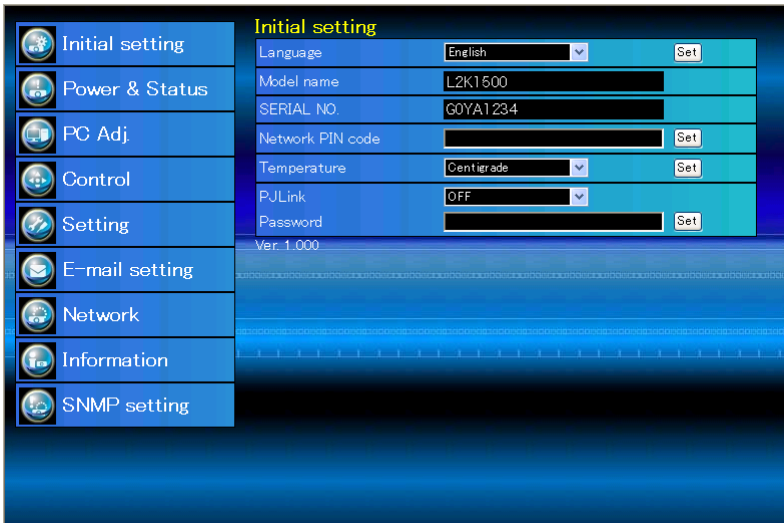 Initial setting
Power & Status
PC Adj.
Control
Setting
E-mail setting
Network
Information
SNMP setting
Initial setting
Language English Set
Model name L2K1500
SERIAL NO. G0YA1234
Network PIN code Set
Temperature Centigrade Set
PJLink OFF
Password Set
Ver. 1.000